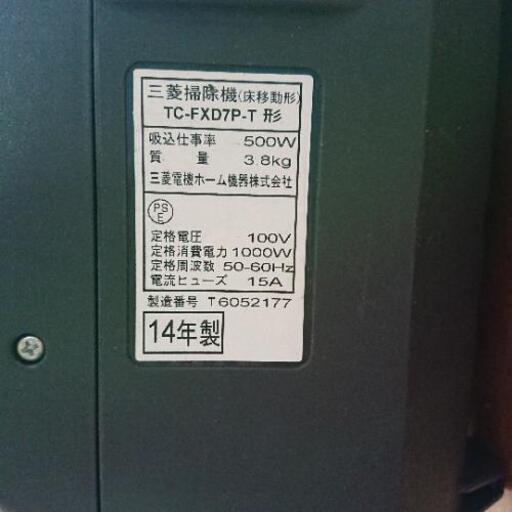 三菱掃除機(床移動形)
TC-FXD7P-T 形
吸込仕事率 500W
質量 3.8kg
三菱電機ホーム機器株式会社
PS
E
定格電圧 100V
定格消費電力 1000W
定格周波数 50-60Hz
電流ヒューズ 15A
製造番号 T6052177
14年製